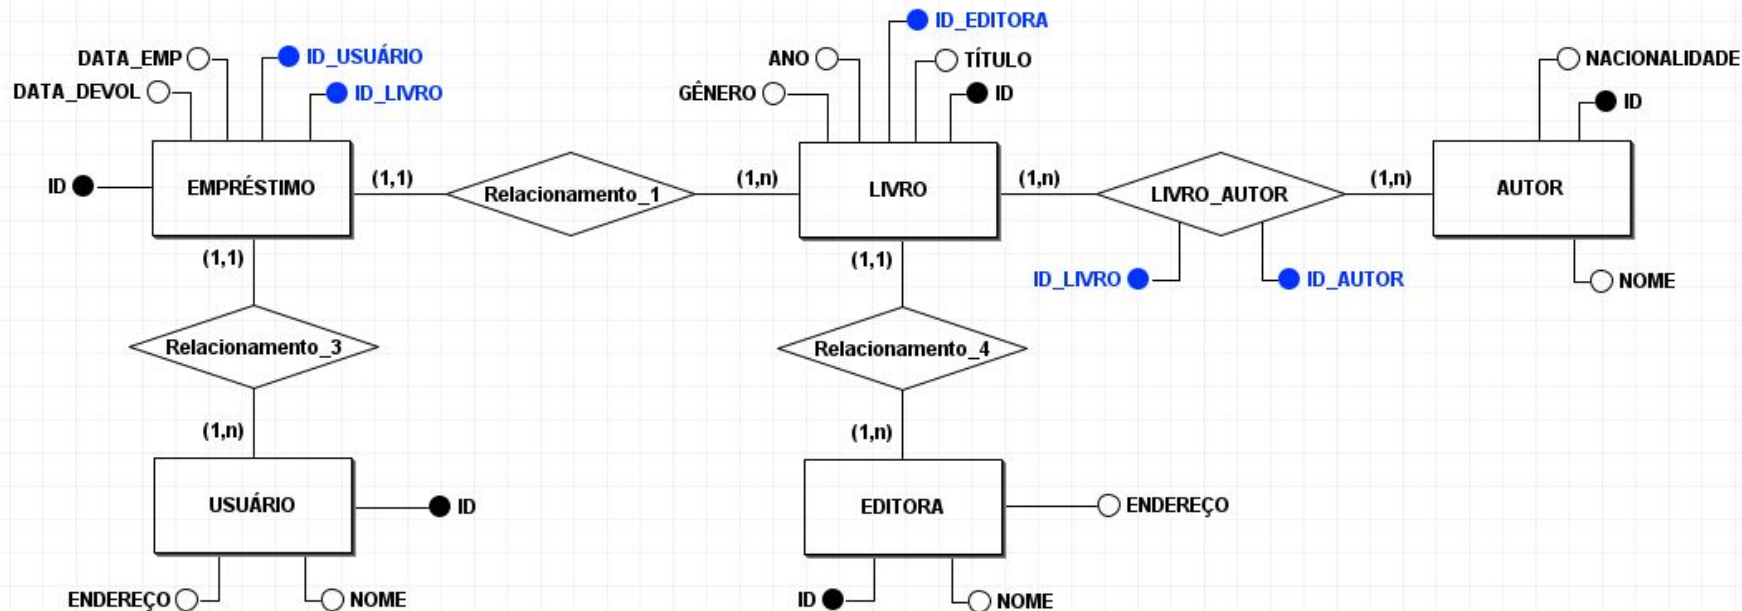 ID_EDITORA
DATA_EMP
ID_USUÁRIO
ANO
TÍTULO
NACIONALIDADE
DATA_DEVOL
ID_LIVRO
GÊNERO
ID
ID
ID
EMPRÉSTIMO
(1,1)
Relacionamento_1
(1,n)
LIVRO
(1,n)
LIVRO_AUTOR
(1,n)
AUTOR
(1,1)
(1,1)
ID_LIVRO
ID_AUTOR
NOME
Relacionamento_3
Relacionamento_4
(1,n)
(1,n)
USUÁRIO
ID
EDITORA
ENDEREÇO
ENDEREÇO
NOME
ID
NOME